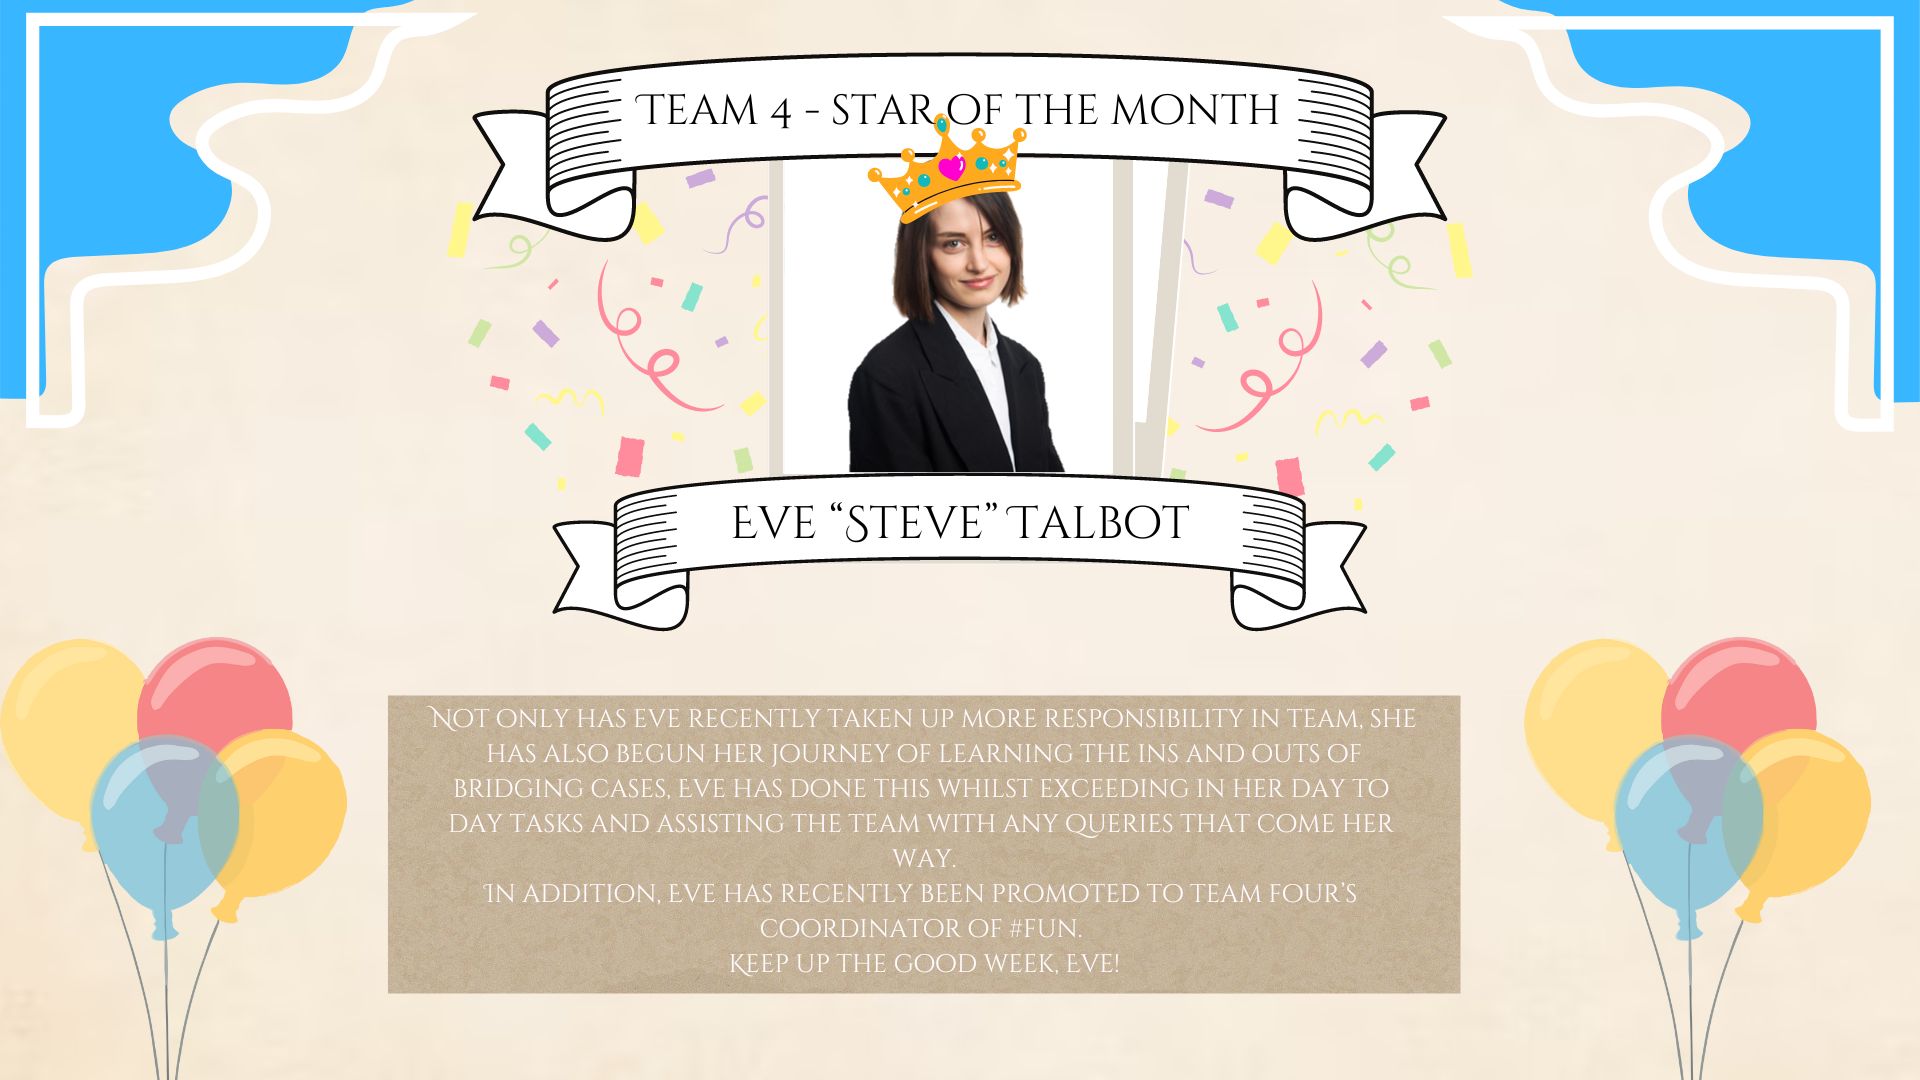 Team 4 - Star of the Month
Eve “Steve” Talbot
Not only has Eve recently taken up more responsibility in team, she
has also begun her journey of learning the ins and outs of
bridging cases, Eve has done this whilst exceeding in her day to
day tasks and assisting the team with any queries that come her
way.
In addition, Eve has recently been promoted to Team Four’s
Coordinator of #fun.
Keep up the good week, Eve!